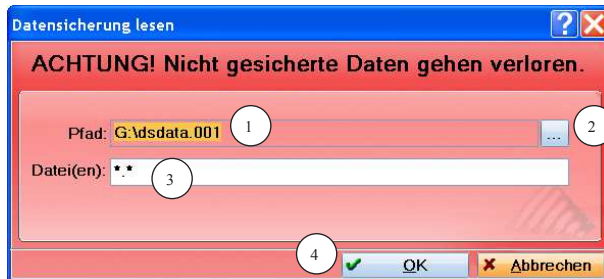 Datensicherung lesen
ACHTUNG! Nicht gesicherte Daten gehen verloren.
Pfad: G:\dsdata.001 1 ... 2
Datei(en): *.* 3
4 OK Abbrechen